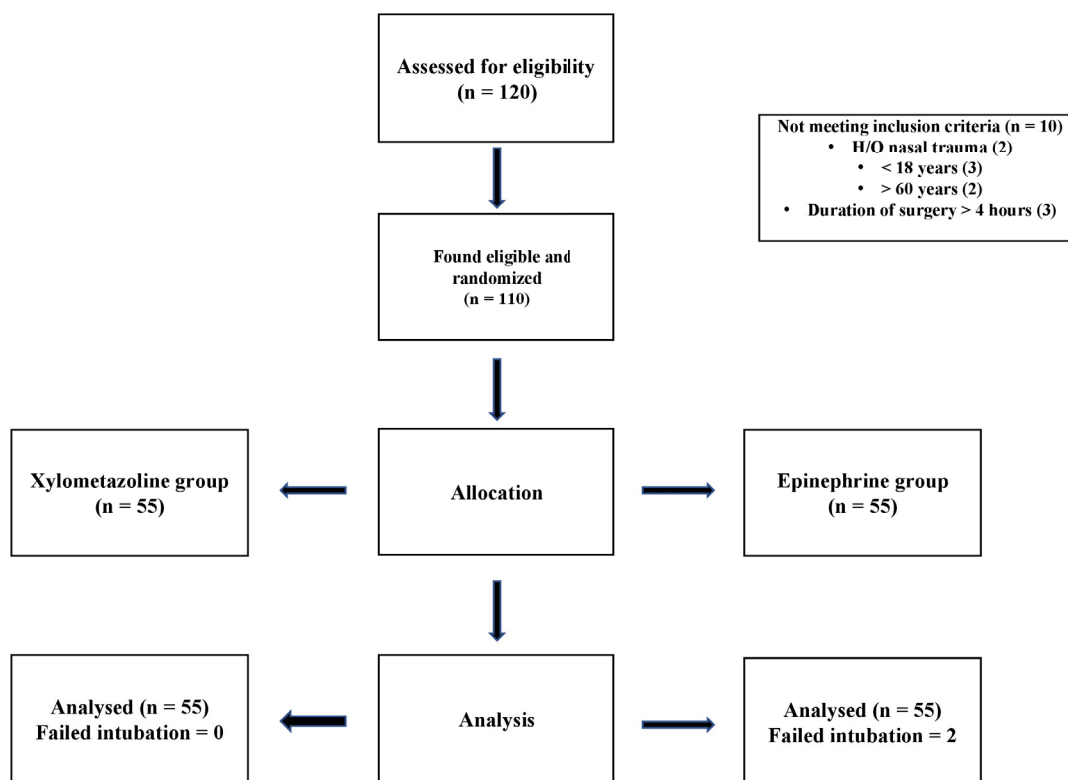 Assessed for eligibility
(n = 120)
Not meeting inclusion criteria (n = 10)
• H/O nasal trauma (2)
• < 18 years (3)
• > 60 years (2)
• Duration of surgery > 4 hours (3)
Found eligible and
randomized
(n = 110)
Xylometazoline group
(n = 55)
Allocation
Epinephrine group
(n = 55)
Analysed (n = 55)
Failed intubation = 0
Analysis
Analysed (n = 55)
Failed intubation = 2